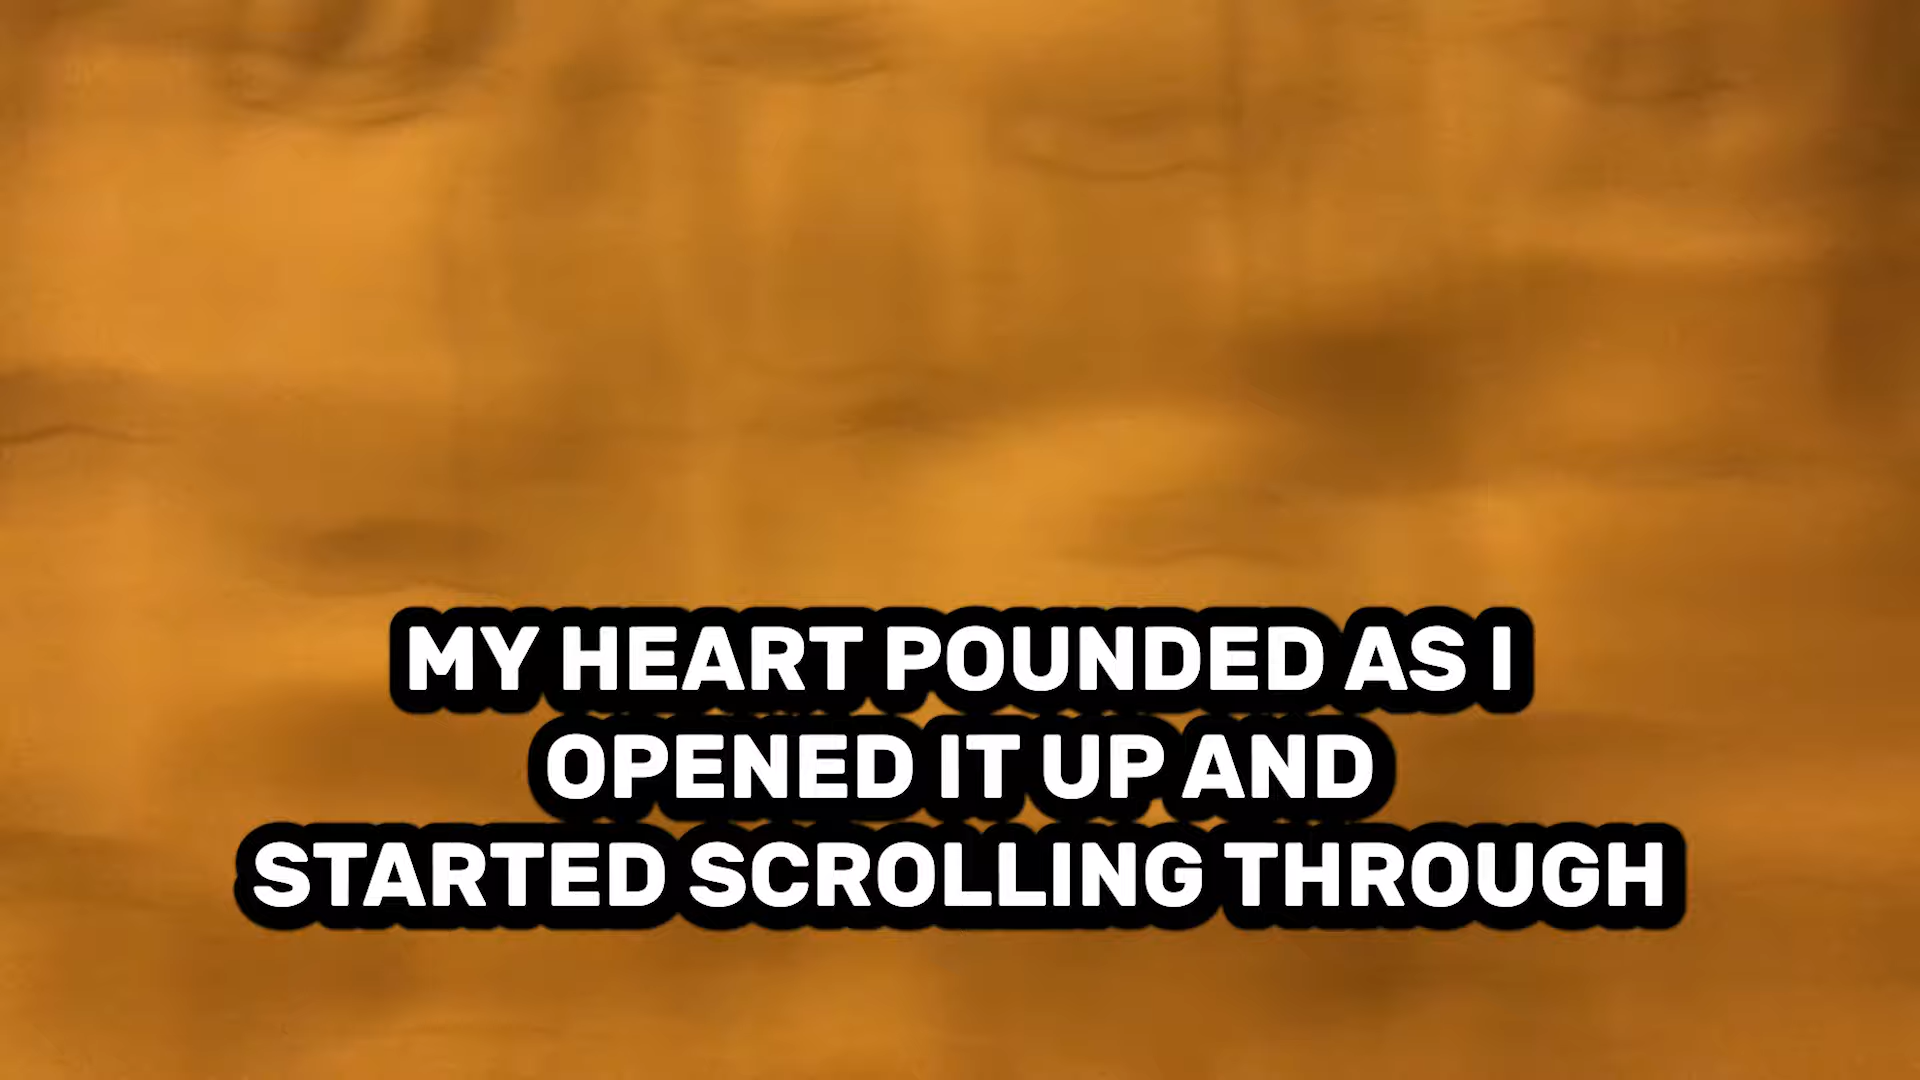 MY HEART POUNDED AS I
OPENED IT UP AND
STARTED SCROLLING THROUGH